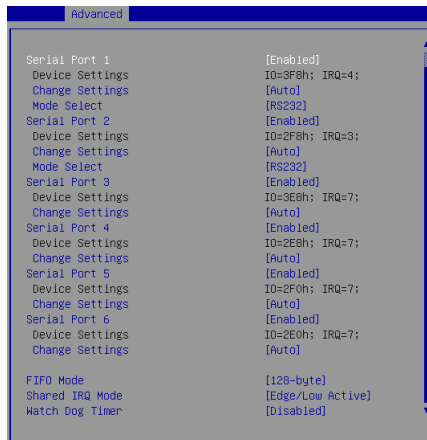 Advanced
Serial Port 1 [Enabled]
Device Settings IO=3F8h; IRQ=4;
Change Settings [Auto]
Mode Select [RS232]
Serial Port 2 [Enabled]
Device Settings IO=2F8h; IRQ=3;
Change Settings [Auto]
Mode Select [RS232]
Serial Port 3 [Enabled]
Device Settings IO=3E8h; IRQ=7;
Change Settings [Auto]
Serial Port 4 [Enabled]
Device Settings IO=2E8h; IRQ=7;
Change Settings [Auto]
Serial Port 5 [Enabled]
Device Settings IO=2F0h; IRQ=7;
Change Settings [Auto]
Serial Port 6 [Enabled]
Device Settings IO=2E0h; IRQ=7;
Change Settings [Auto]
FIFO Mode [128-byte]
Shared IRQ Mode [Edge/Low Active]
Watch Dog Timer [Disabled]